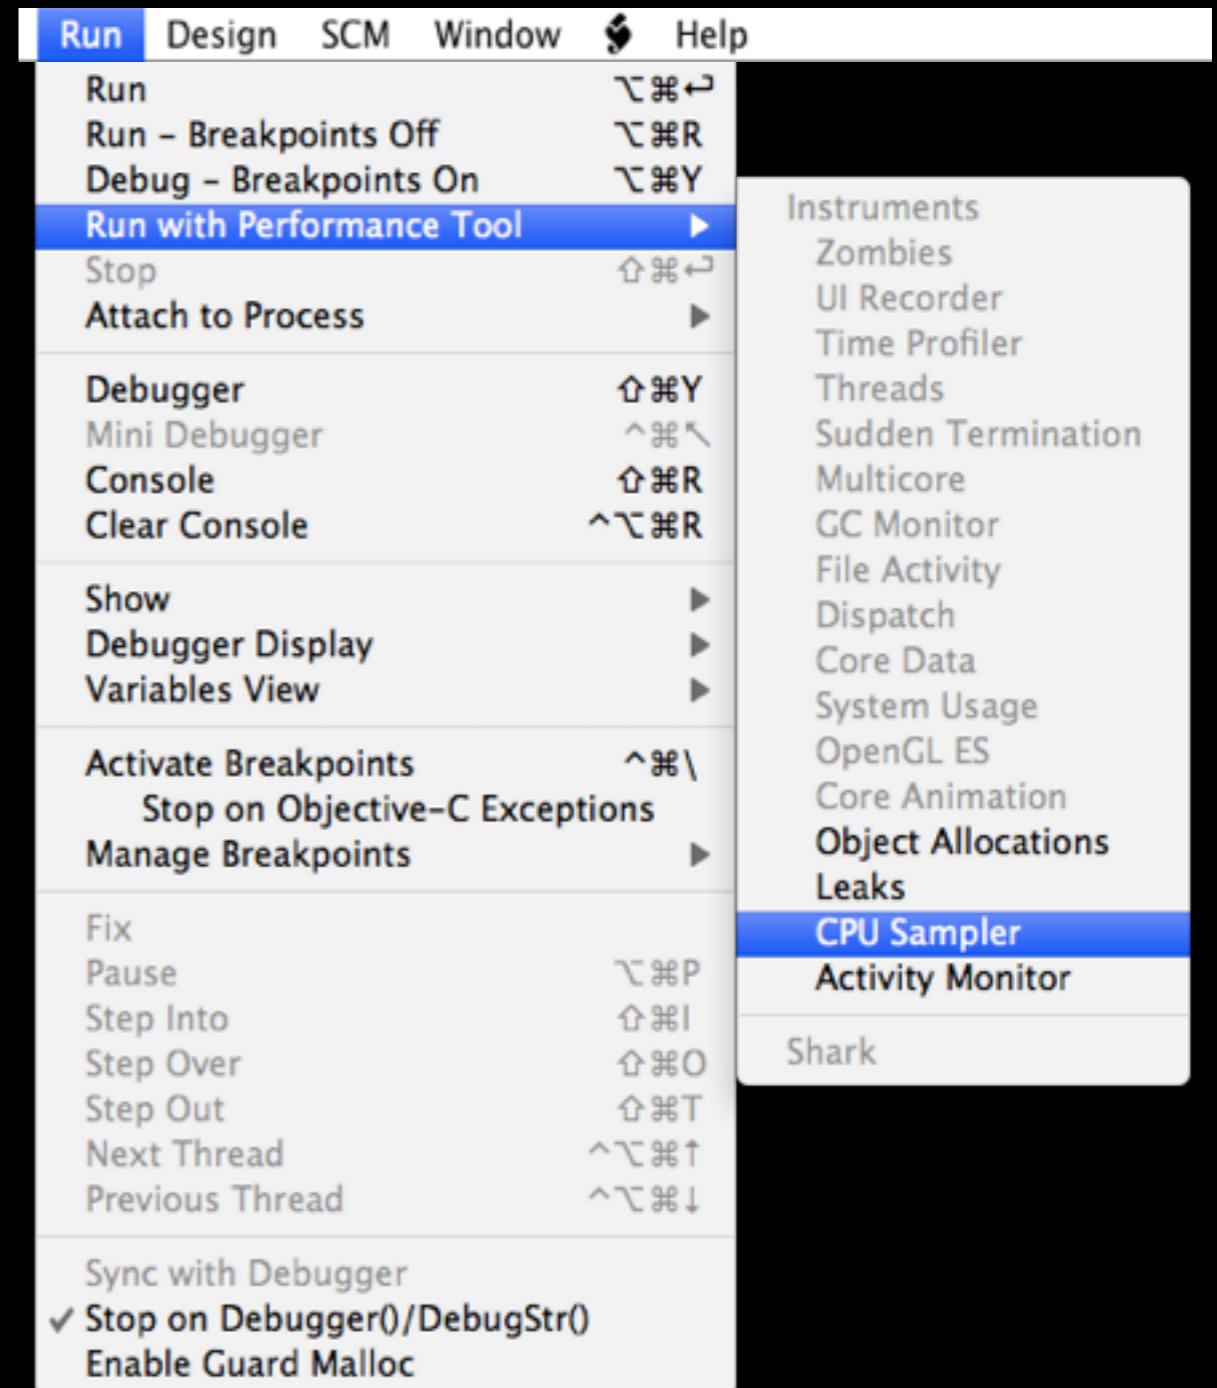 Run Design SCM Window Help
Run ⌥⌘↩
Run – Breakpoints Off ⌥⌘R
Debug – Breakpoints On ⌥⌘Y
Run with Performance Tool ▶
Stop ⇧⌘↩
Attach to Process ▶
Debugger ⇧⌘Y
Mini Debugger ^⌘↖
Console ⇧⌘R
Clear Console ^⌥⌘R
Show ▶
Debugger Display ▶
Variables View ▶
Activate Breakpoints ^⌘\
Stop on Objective-C Exceptions
Manage Breakpoints ▶
Fix
Pause ⌥⌘P
Step Into ⇧⌘I
Step Over ⇧⌘O
Step Out ⇧⌘T
Next Thread ^⌥⌘↑
Previous Thread ^⌥⌘↓
Sync with Debugger
✓ Stop on Debugger()/DebugStr()
Enable Guard Malloc
Instruments
Zombies
UI Recorder
Time Profiler
Threads
Sudden Termination
Multicore
GC Monitor
File Activity
Dispatch
Core Data
System Usage
OpenGL ES
Core Animation
Object Allocations
Leaks
CPU Sampler
Activity Monitor
Shark